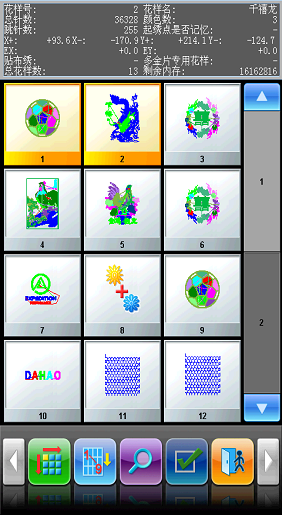 花样号: 2 花样名: 千禧龙
总针数: 36328 颜色数: 3
跳针数: 255 起绣点是否记忆: -
X+: +93.6 X-: -170.9 Y+: +214.1 Y-: -124.7
EX: +0.0 EY: +0.0
贴布绣: - 多金片专用花样: -
总花样数: 13 剩余内存: 16162816
1 2 3
4 5 6
EXPEDITION
7 8 9
DAHAO
10 11 12
1
2
1 9